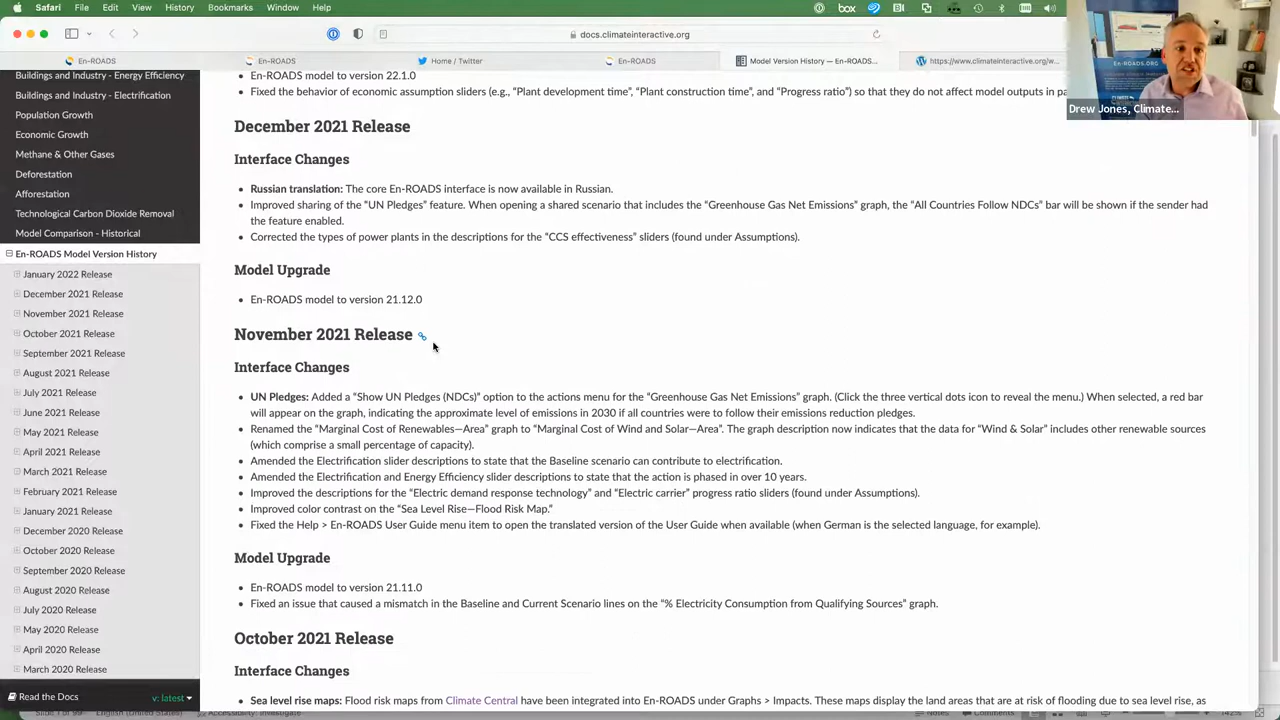 Safari File Edit View History Bookmarks Window Help
docs.climateinteractive.org
En-ROADS
En-ROADS
Home / Twitter
En-ROADS
Model Version History — En-ROADS...
https://www.climateinteractive.org/w...
EN-ROADS.ORG
Drew Jones, Climate...
Buildings and Industry - Energy Efficiency
Buildings and Industry - Electrification
Population Growth
Economic Growth
Methane & Other Gases
Deforestation
Afforestation
Technological Carbon Dioxide Removal
Model Comparison - Historical
En-ROADS Model Version History
January 2022 Release
December 2021 Release
November 2021 Release
October 2021 Release
September 2021 Release
August 2021 Release
July 2021 Release
June 2021 Release
May 2021 Release
April 2021 Release
March 2021 Release
February 2021 Release
January 2021 Release
December 2020 Release
October 2020 Release
September 2020 Release
August 2020 Release
July 2020 Release
May 2020 Release
April 2020 Release
March 2020 Release
Read the Docs v: latest
En-ROADS model to version 22.1.0
Fixed the behavior of economic assumption sliders (e.g., “Plant development time”, “Plant construction time”, and “Progress ratio”) so that they do not affect model outputs in pa
December 2021 Release
Interface Changes
Russian translation: The core En-ROADS interface is now available in Russian.
Improved sharing of the “UN Pledges” feature. When opening a shared scenario that includes the “Greenhouse Gas Net Emissions” graph, the “All Countries Follow NDCs” bar will be shown if the sender had
the feature enabled.
Corrected the types of power plants in the descriptions for the “CCS effectiveness” sliders (found under Assumptions).
Model Upgrade
En-ROADS model to version 21.12.0
November 2021 Release
Interface Changes
UN Pledges: Added a “Show UN Pledges (NDCs)” option to the actions menu for the “Greenhouse Gas Net Emissions” graph. (Click the three vertical dots icon to reveal the menu.) When selected, a red bar
will appear on the graph, indicating the approximate level of emissions in 2030 if all countries were to follow their emissions reduction pledges.
Renamed the “Marginal Cost of Renewables—Area” graph to “Marginal Cost of Wind and Solar—Area”. The graph description now indicates that the data for “Wind & Solar” includes other renewable sources
(which comprise a small percentage of capacity).
Amended the Electrification slider descriptions to state that the Baseline scenario can contribute to electrification.
Amended the Electrification and Energy Efficiency slider descriptions to state that the action is phased in over 10 years.
Improved the descriptions for the “Electric demand response technology” and “Electric carrier” progress ratio sliders (found under Assumptions).
Improved color contrast on the “Sea Level Rise—Flood Risk Map.”
Fixed the Help > En-ROADS User Guide menu item to open the translated version of the User Guide when available (when German is the selected language, for example).
Model Upgrade
En-ROADS model to version 21.11.0
Fixed an issue that caused a mismatch in the Baseline and Current Scenario lines on the “% Electricity Consumption from Qualifying Sources” graph.
October 2021 Release
Interface Changes
Sea level rise maps: Flood risk maps from Climate Central have been integrated into En-ROADS under Graphs > Impacts. These maps display the land areas that are at risk of flooding due to sea level rise, as